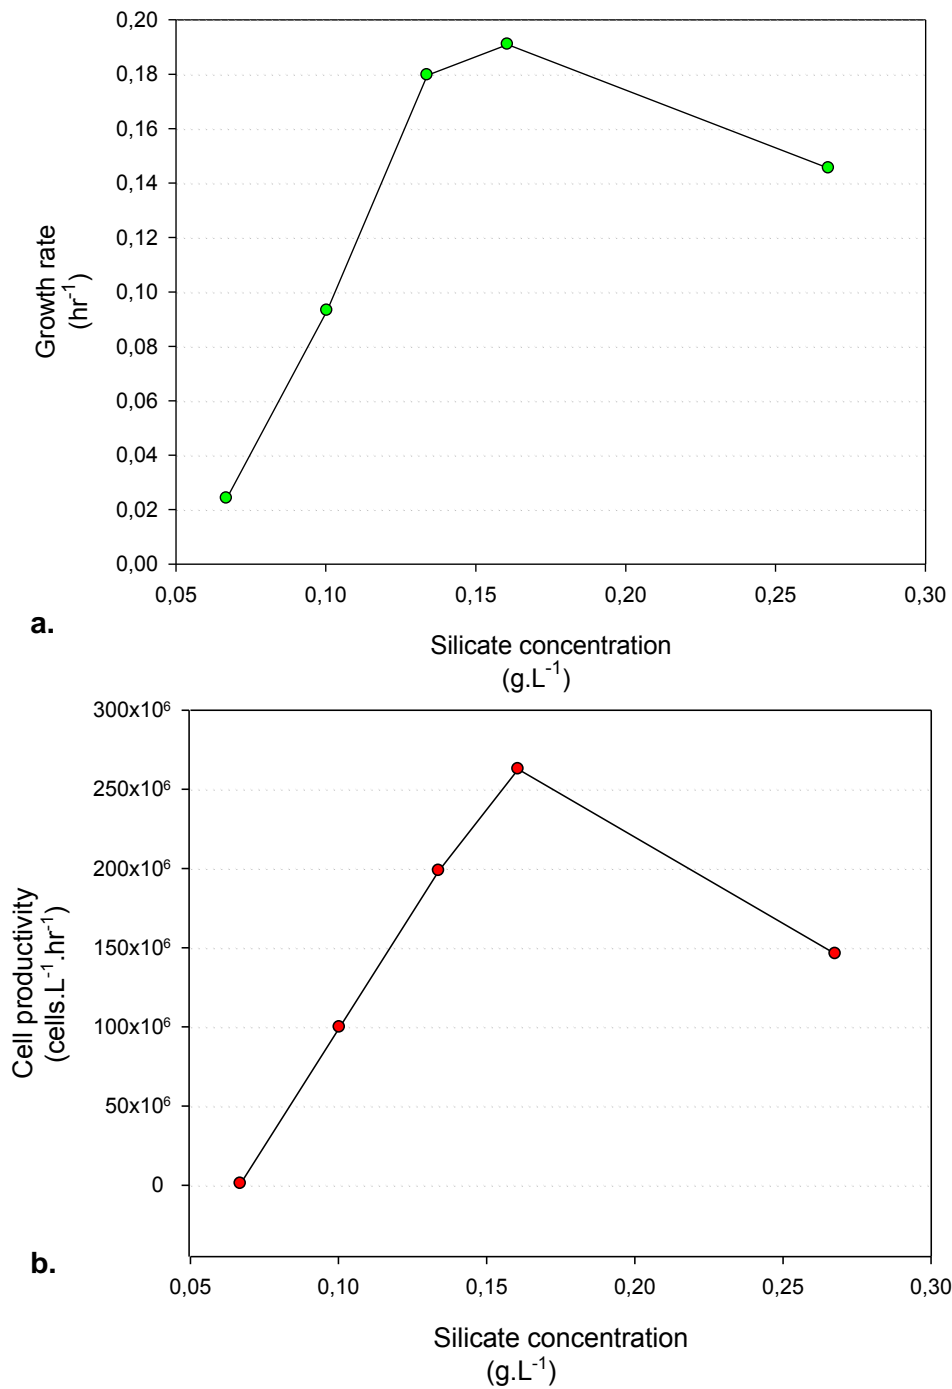 0,20
0,18
0,16
0,14
0,12
0,10
0,08
0,06
0,04
0,02
0,00
Growth rate
(hr⁻¹)
0,05 0,10 0,15 0,20 0,25 0,30
a.
Silicate concentration
(g.L⁻¹)
300x10⁶
250x10⁶
200x10⁶
150x10⁶
100x10⁶
50x10⁶
0
Cell productivity
(cells.L⁻¹.hr⁻¹)
b.
0,05 0,10 0,15 0,20 0,25 0,30
Silicate concentration
(g.L⁻¹)